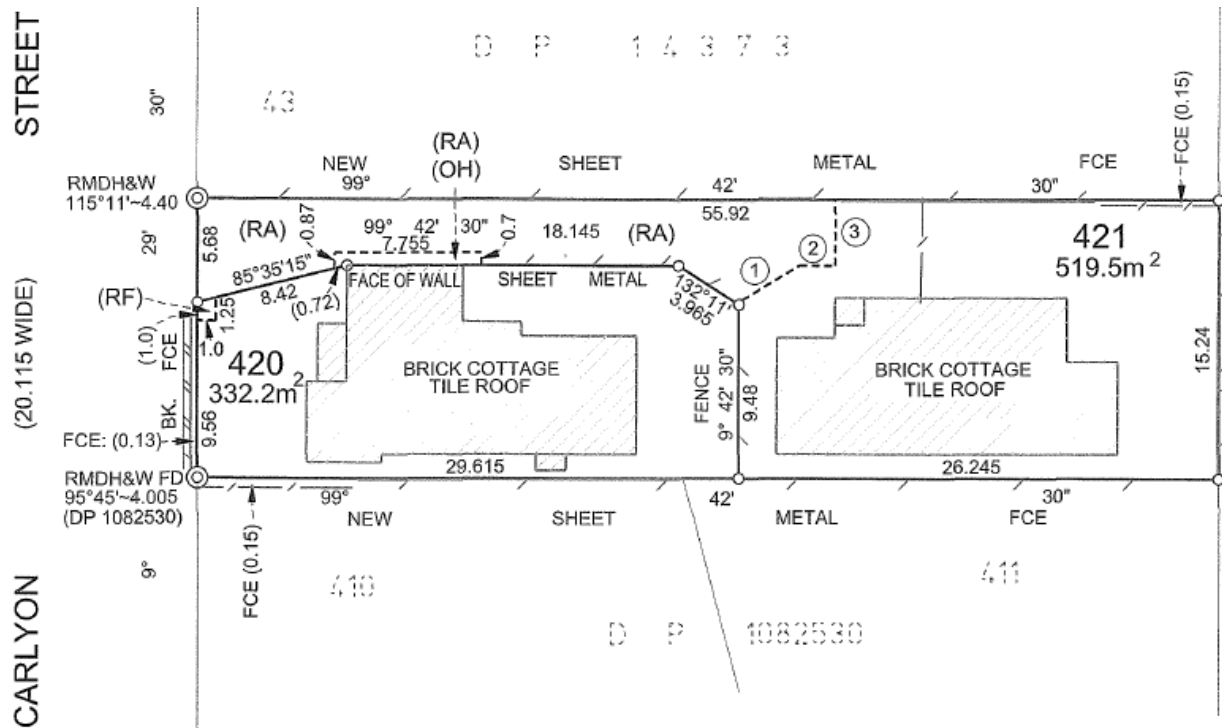 STREET
(20.115 WIDE)
CARLYON
30"
29'
9°
D P 14373
43
RMDH&W
115°11'~4.40
NEW SHEET METAL FCE
99° 42' 30"
55.92
FCE (0.15)
(RA)
(OH)
(RA)
0.87
99° 42' 30"
7.755
0.7
18.145
(RA)
5.68
85°35'15"
8.42
(0.72)
FACE OF WALL
SHEET METAL
132°11'
3.965
1
2
3
421
519.5m2
15.24
(RF)
1.25
(1.0)
1.0
BK. FCE
9.56
FCE: (0.13)
420
332.2m2
BRICK COTTAGE
TILE ROOF
FENCE
9° 42' 30"
9.48
BRICK COTTAGE
TILE ROOF
29.615
26.245
RMDH&W FD
95°45'~4.005
(DP 1082530)
99° 42' 30"
NEW SHEET METAL FCE
FCE (0.15)
410
411
D P 1082530